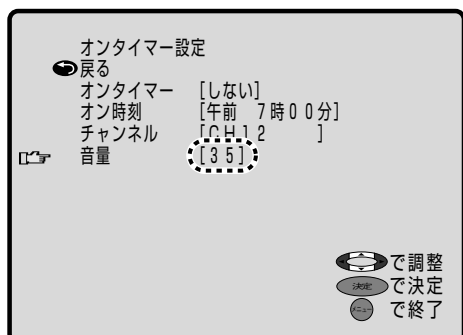 オンタイマー設定
戻る
オンタイマー [しない]
オン時刻 [午前 7時00分]
チャンネル [CH12 ]
音量 [35]
で調整
決定 で決定
メニュー で終了